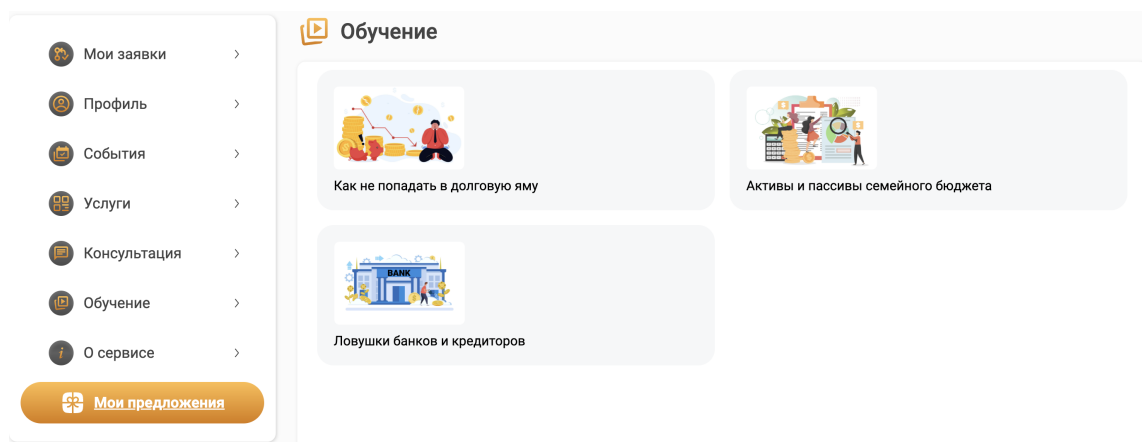 Мои заявки
Профиль
События
Услуги
Консультация
Обучение
О сервисе
Мои предложения
Обучение
Как не попадать в долговую яму
Активы и пассивы семейного бюджета
BANK
Ловушки банков и кредиторов